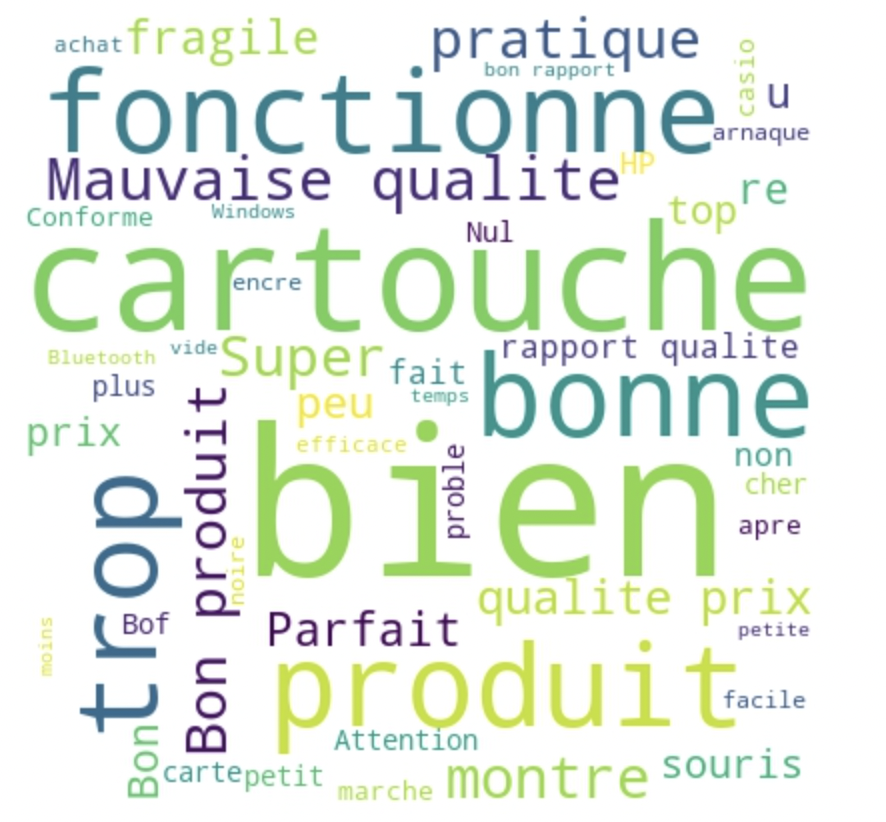 achat fragile pratique
bon rapport
casio
u
fonctionne
arnaque
Mauvaise qualite HP
re
top
Conforme Windows
Nul
cartouche
encre
rapport qualite
vide Super
Bluetooth
fait
plus
temps
bonne
peu
prix
efficace
non
proble
bien
cher
apre
trop
Bon produit
noire
qualite prix
Bof Parfait
petite
moins
produit
facile
Attention
Bon
carte petit
montre souris
marche